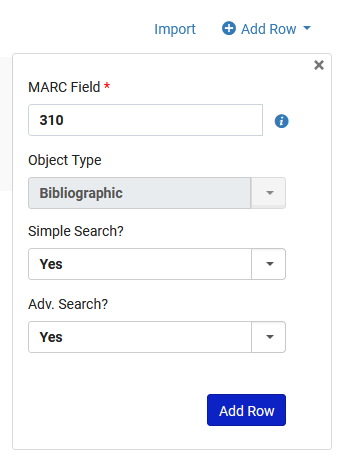 Import Add Row
MARC Field *
310
Object Type
Bibliographic
Simple Search?
Yes
Adv. Search?
Yes
Add Row